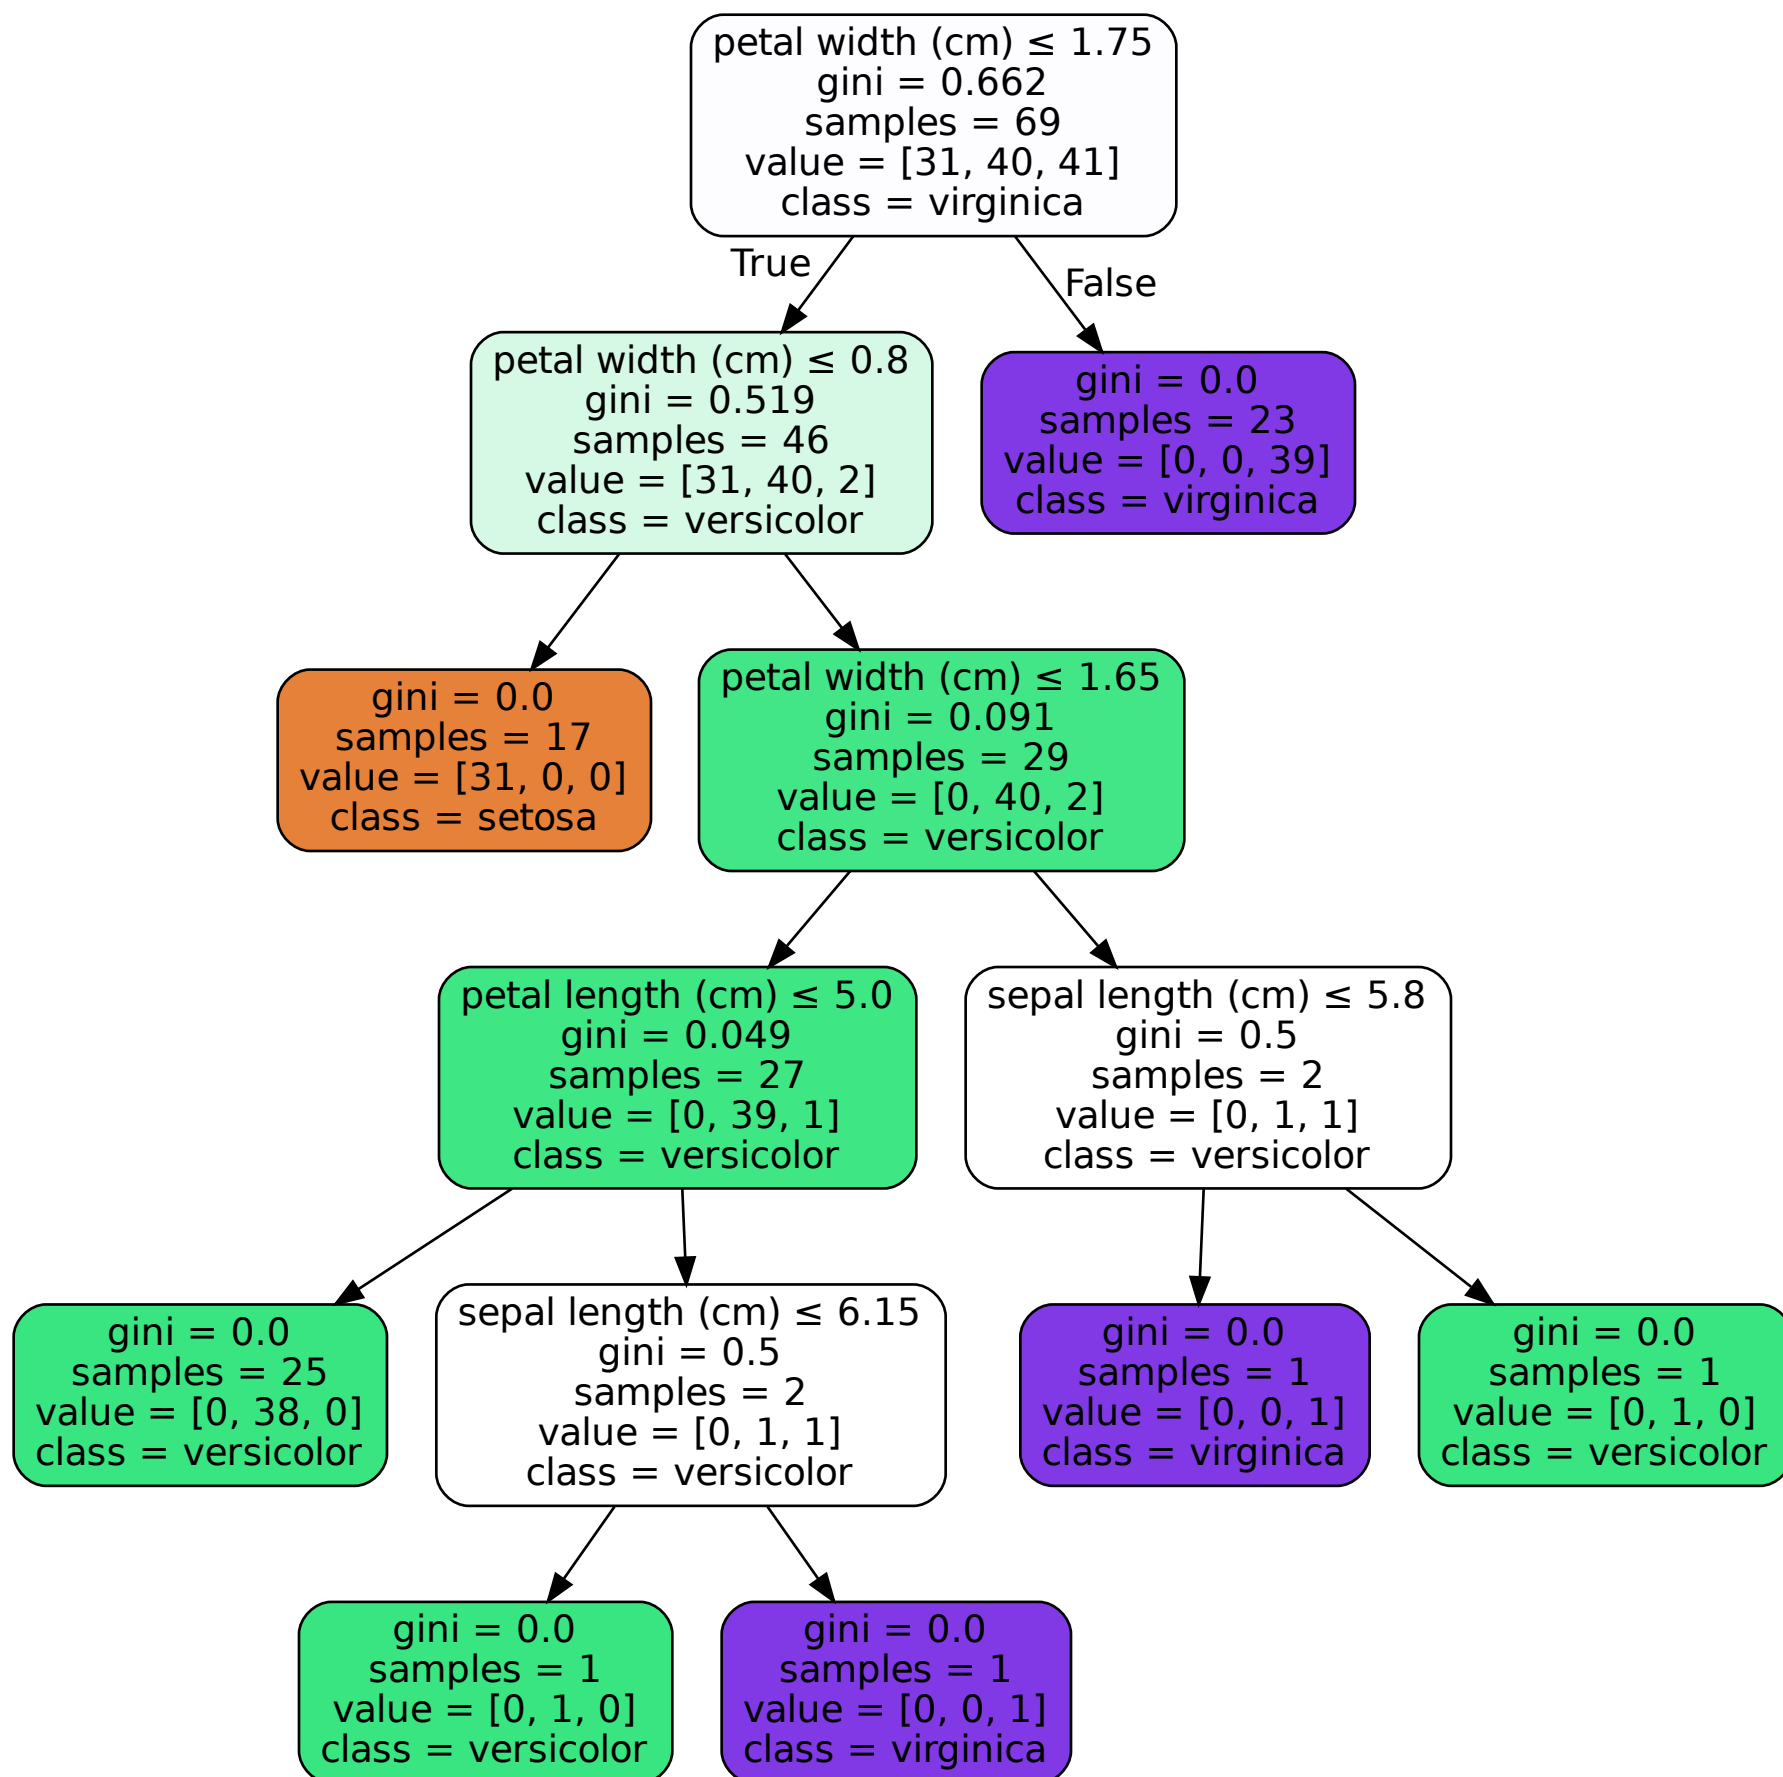 petal width (cm) ≤ 1.75
gini = 0.662
samples = 69
value = [31, 40, 41]
class = virginica
True
False
petal width (cm) ≤ 0.8
gini = 0.519
samples = 46
value = [31, 40, 2]
class = versicolor
gini = 0.0
samples = 23
value = [0, 0, 39]
class = virginica
gini = 0.0
samples = 17
value = [31, 0, 0]
class = setosa
petal width (cm) ≤ 1.65
gini = 0.091
samples = 29
value = [0, 40, 2]
class = versicolor
petal length (cm) ≤ 5.0
gini = 0.049
samples = 27
value = [0, 39, 1]
class = versicolor
sepal length (cm) ≤ 5.8
gini = 0.5
samples = 2
value = [0, 1, 1]
class = versicolor
gini = 0.0
samples = 25
value = [0, 38, 0]
class = versicolor
sepal length (cm) ≤ 6.15
gini = 0.5
samples = 2
value = [0, 1, 1]
class = versicolor
gini = 0.0
samples = 1
value = [0, 0, 1]
class = virginica
gini = 0.0
samples = 1
value = [0, 1, 0]
class = versicolor
gini = 0.0
samples = 1
value = [0, 1, 0]
class = versicolor
gini = 0.0
samples = 1
value = [0, 0, 1]
class = virginica